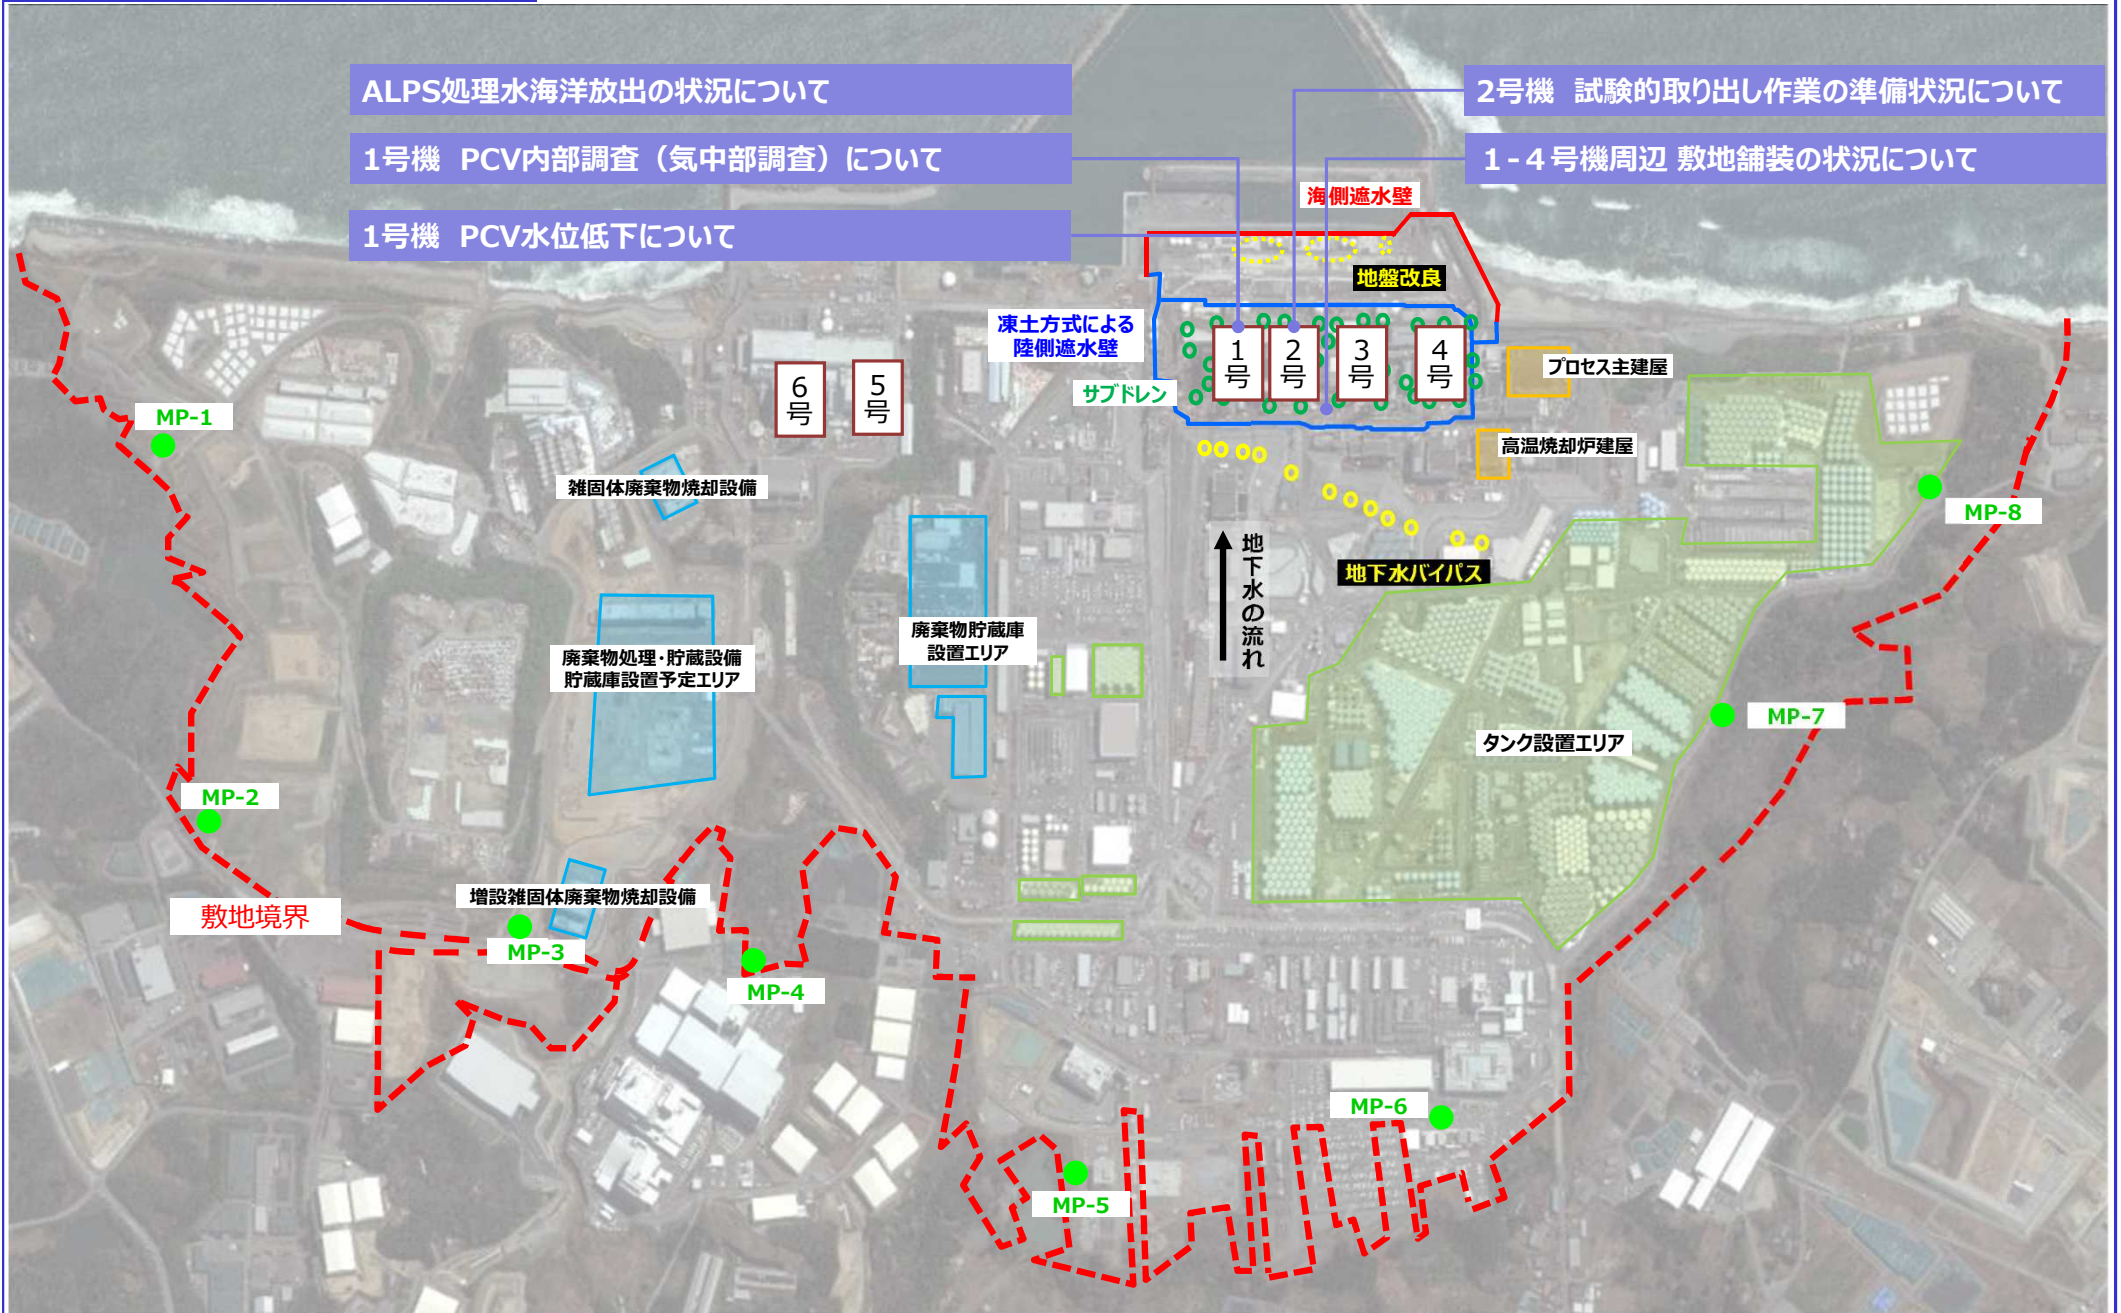 ALPS処理水海洋放出の状況について
2号機　試験的取り出し作業の準備状況について
1号機　PCV内部調査（気中部調査）について
１-４号機周辺 敷地舗装の状況について
1号機　PCV水位低下について
海側遮水壁
地盤改良
凍土方式による
陸側遮水壁
サブドレン
1号
2号
3号
4号
5号
6号
プロセス主建屋
高温焼却炉建屋
MP-1
雑固体廃棄物焼却設備
MP-8
地下水の流れ
地下水バイパス
廃棄物貯蔵庫
設置エリア
廃棄物処理・貯蔵設備
貯蔵庫設置予定エリア
MP-7
タンク設置エリア
MP-2
増設雑固体廃棄物焼却設備
敷地境界
MP-3
MP-4
MP-6
MP-5